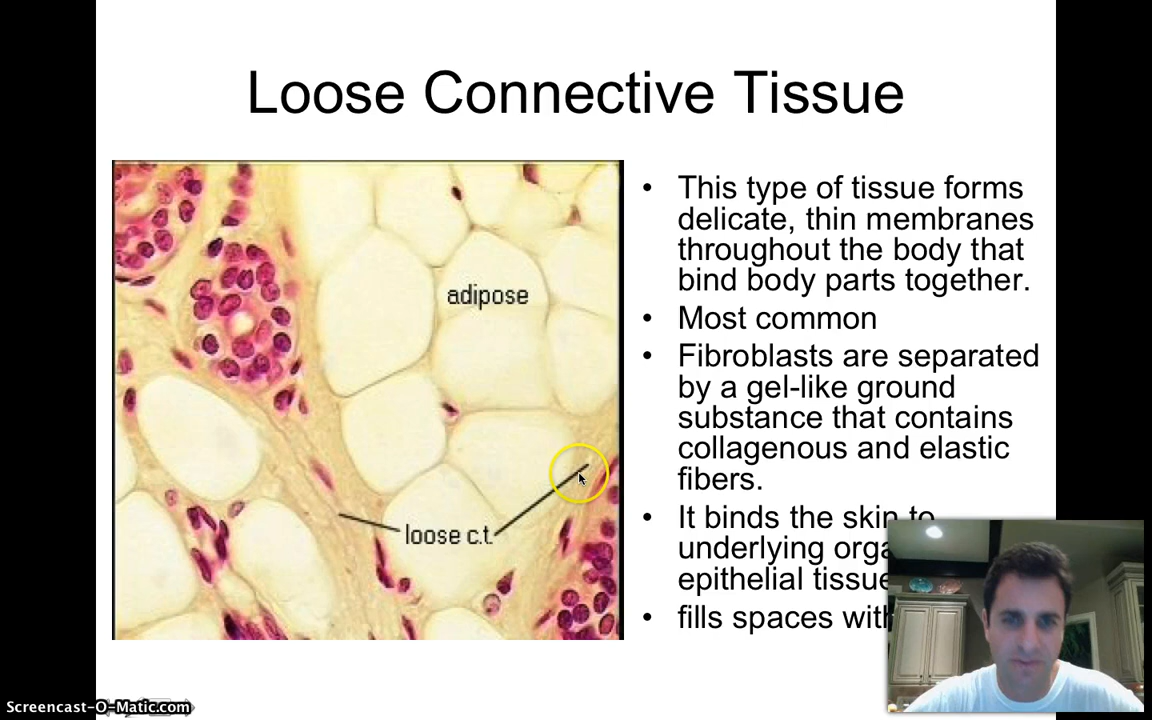 Loose Connective Tissue
adipose
loose c.t.
• This type of tissue forms
delicate, thin membranes
throughout the body that
bind body parts together.
• Most common
• Fibroblasts are separated
by a gel-like ground
substance that contains
collagenous and elastic
fibers.
• It binds the skin to
underlying
epithelial tissue
• fills spaces
Screencast-O-Matic.com